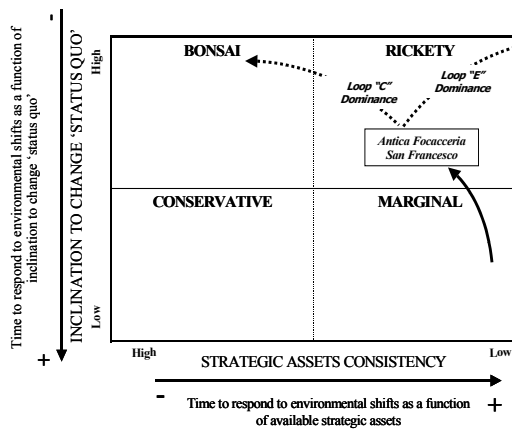 -
Time to respond to environmental shifts as a function of
inclination to change ‘status quo’
+
INCLINATION TO CHANGE ‘STATUS QUO’
High
Low
BONSAI
RICKETY
Loop “C”
Dominance
Loop “E”
Dominance
Antica Focacceria
San Francesco
CONSERVATIVE
MARGINAL
High
STRATEGIC ASSETS CONSISTENCY
Low
-
Time to respond to environmental shifts as a function
of available strategic assets
+